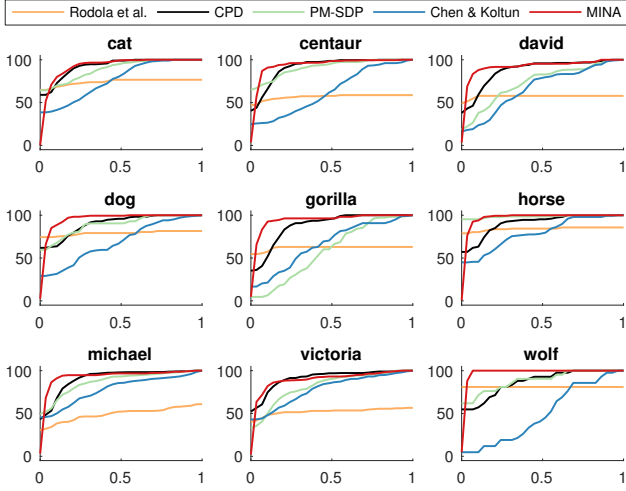 Rodola et al. CPD PM-SDP Chen & Koltun MINA
cat centaur david
100 100 100
50 50 50
0 0 0
0 0.5 1 0 0.5 1 0 0.5 1
dog gorilla horse
100 100 100
50 50 50
0 0 0
0 0.5 1 0 0.5 1 0 0.5 1
michael victoria wolf
100 100 100
50 50 50
0 0 0
0 0.5 1 0 0.5 1 0 0.5 1